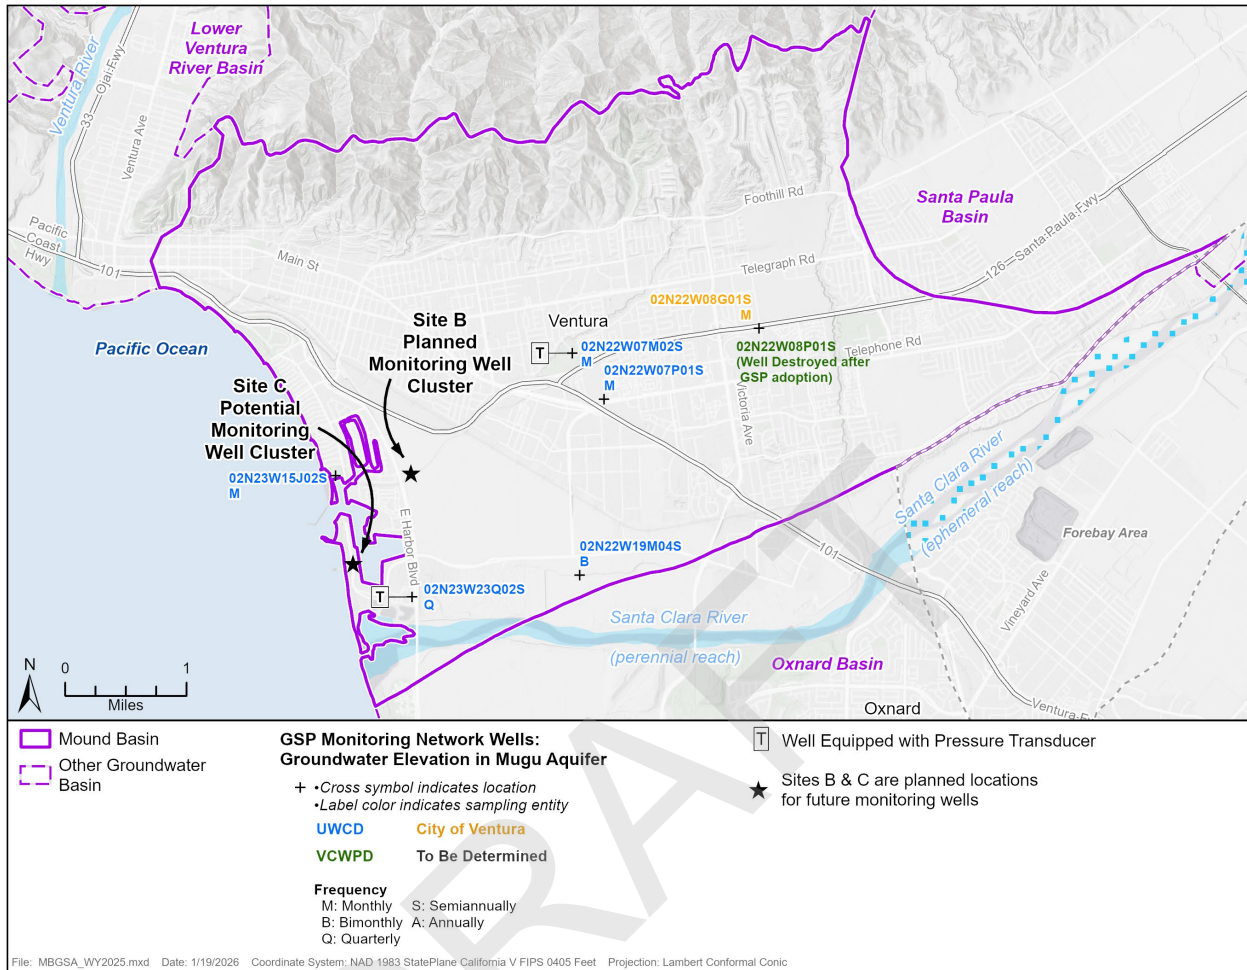 Lower
Ventura
River Basin
Ventura River
33
Ojai Fwy
Ventura Ave
Pacific
Coast
Hwy
101
Main St
Foothill Rd
Telegraph Rd
Santa Paula
Basin
126
Santa Paula Fwy
02N22W08G01S
M
Ventura
T
02N22W07M02S
M
02N22W07P01S
M
02N22W08P01S
(Well Destroyed after
GSP adoption)
Telephone Rd
Victoria Ave
Site B
Planned
Monitoring Well
Cluster
Pacific Ocean
Site C
Potential
Monitoring
Well Cluster
02N23W15J02S
M
E Harbor Blvd
02N22W19M04S
B
T
02N23W23Q02S
Q
101
Santa Clara River
(ephemeral reach)
Forebay Area
Vineyard Ave
Santa Clara River
(perennial reach)
Oxnard Basin
Oxnard
Ventura F
N
0
1
Miles
DRAFT
Mound Basin
Other Groundwater
Basin
GSP Monitoring Network Wells:
Groundwater Elevation in Mugu Aquifer
•Cross symbol indicates location
•Label color indicates sampling entity
UWCD
City of Ventura
VCWPD
To Be Determined
Frequency
M: Monthly S: Semiannually
B: Bimonthly A: Annually
Q: Quarterly
T Well Equipped with Pressure Transducer
Sites B & C are planned locations
for future monitoring wells
File: MBGSA_WY2025.mxd Date: 1/19/2026 Coordinate System: NAD 1983 StatePlane California V FIPS 0405 Feet Projection: Lambert Conformal Conic